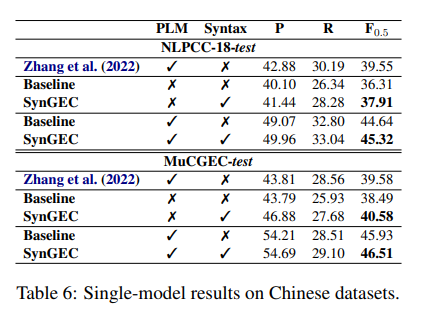 PLM Syntax P R F0.5
NLPCC-18-test
Zhang et al. (2022) ✓ ✗ 42.88 30.19 39.55
Baseline ✗ ✗ 40.10 26.34 36.31
SynGEC ✗ ✓ 41.44 28.28 37.91
Baseline ✓ ✗ 49.07 32.80 44.64
SynGEC ✓ ✓ 49.96 33.04 45.32
MuCGEC-test
Zhang et al. (2022) ✓ ✗ 43.81 28.56 39.58
Baseline ✗ ✗ 43.79 25.93 38.49
SynGEC ✗ ✓ 46.88 27.68 40.58
Baseline ✓ ✗ 54.21 28.51 45.93
SynGEC ✓ ✓ 54.69 29.10 46.51
Table 6: Single-model results on Chinese datasets.